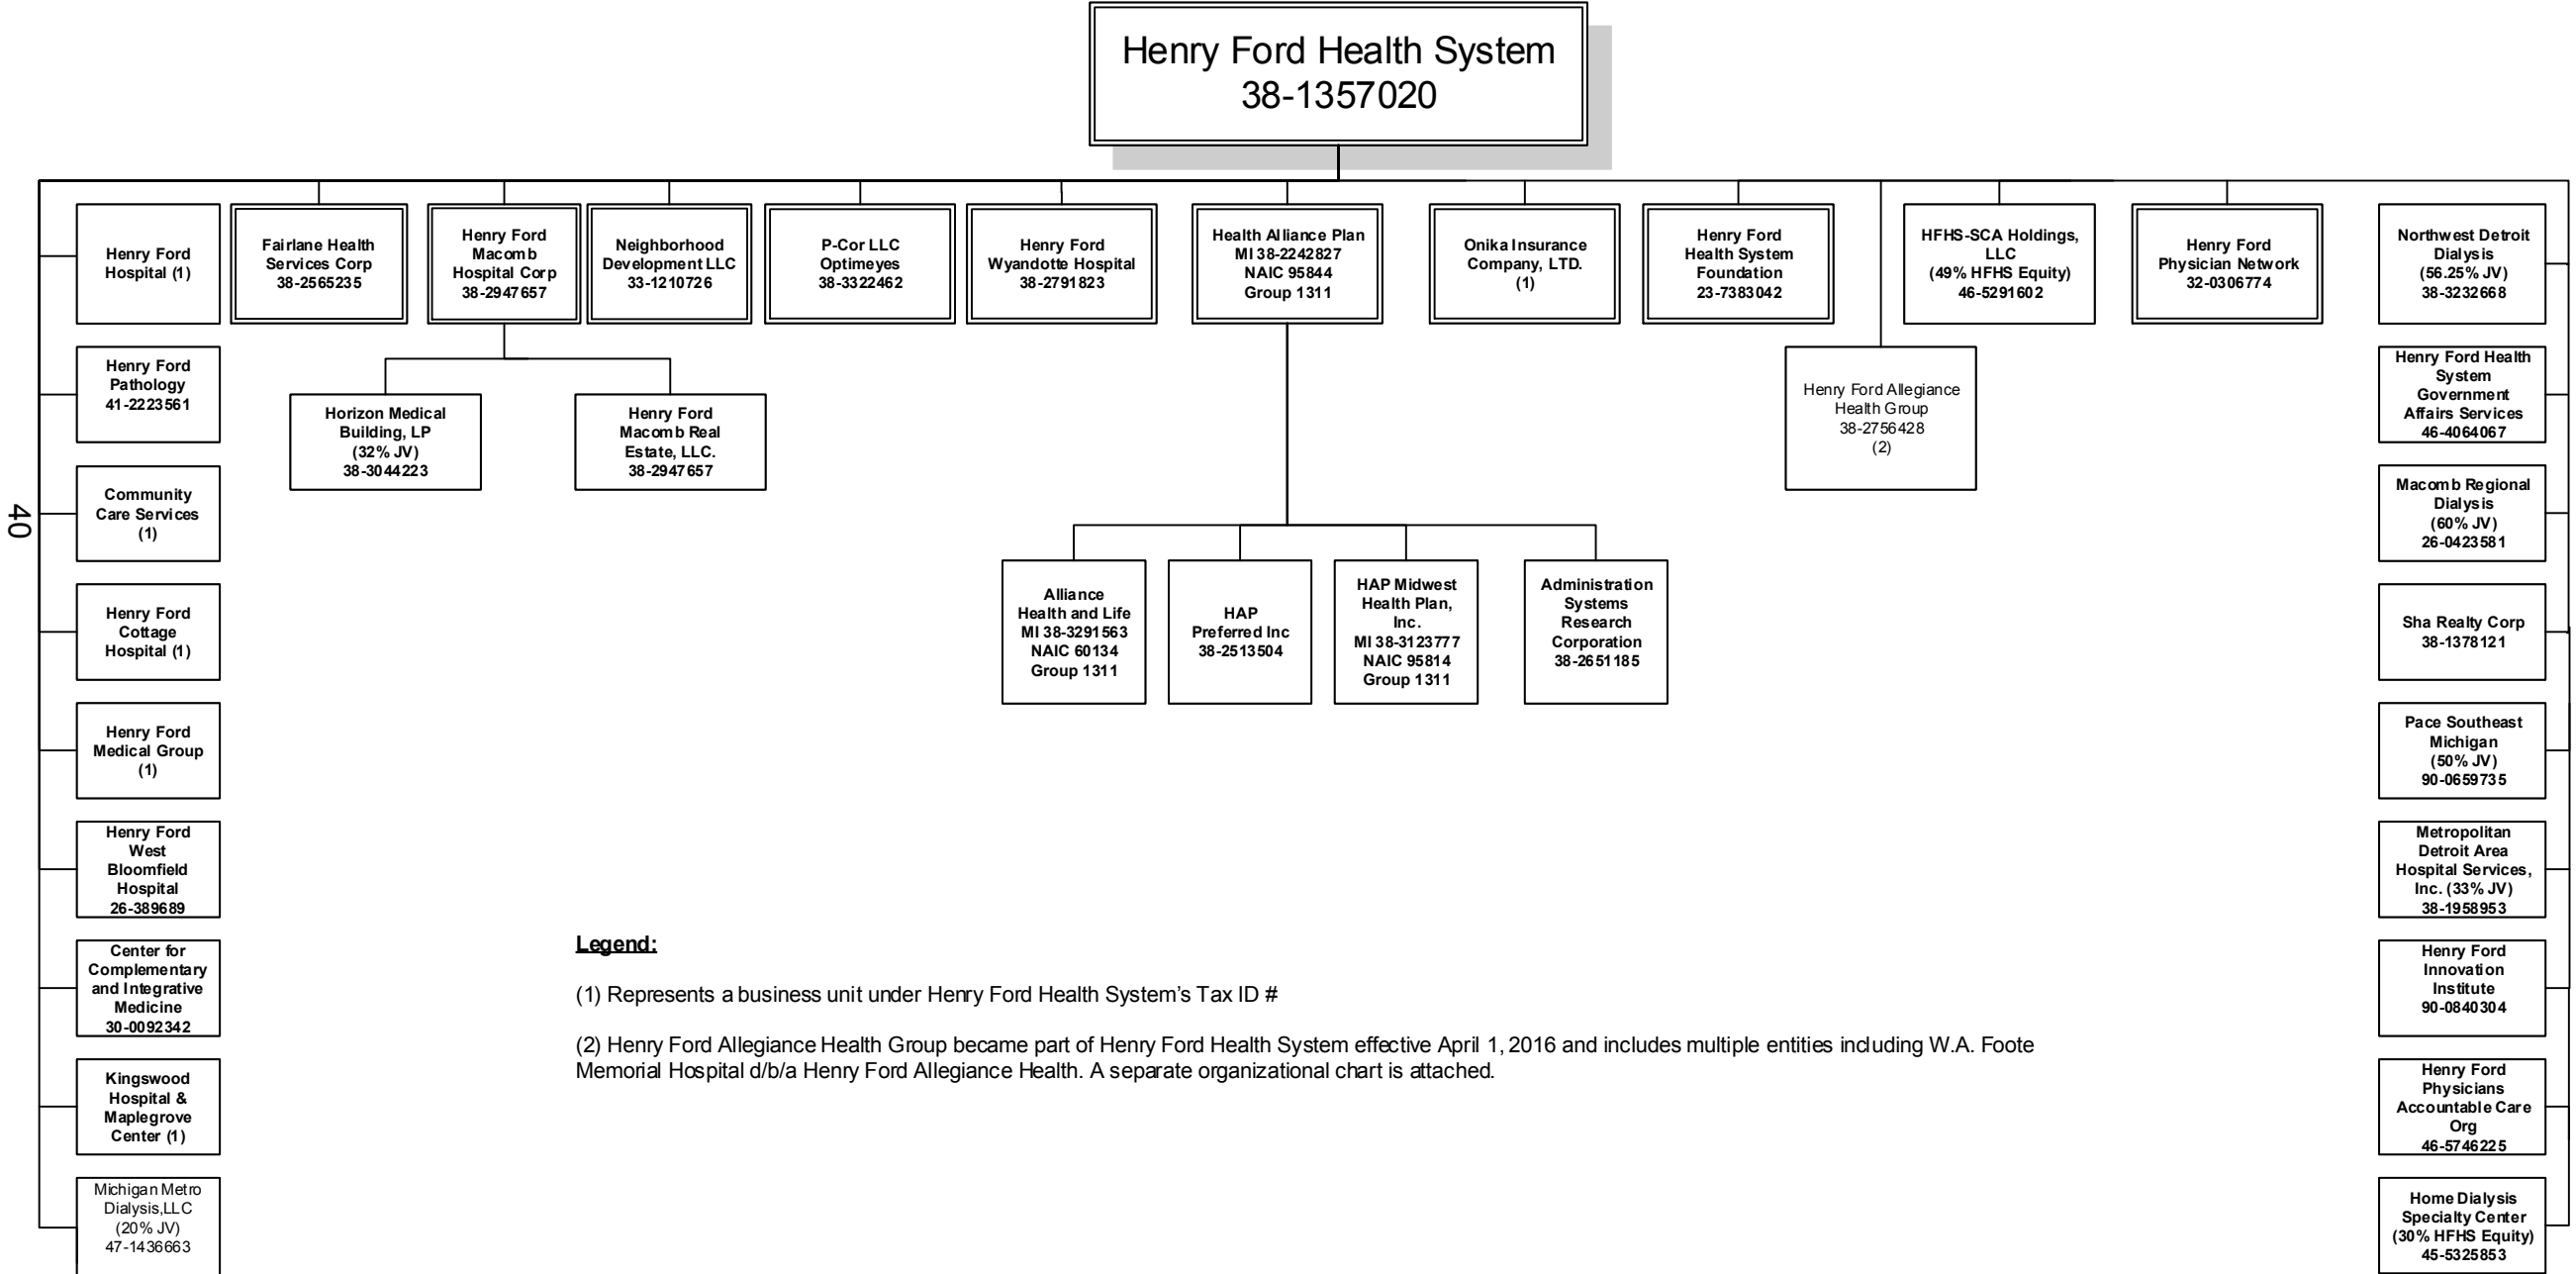 Henry Ford Health System
38-1357020
Henry Ford
Hospital (1)
Fairlane Health
Services Corp
38-2565235
Henry Ford
Macomb
Hospital Corp
38-2947657
Neighborhood
Development LLC
33-1210726
P-Cor LLC
Optimeyes
38-3322462
Henry Ford
Wyandotte Hospital
38-2791823
Health Alliance Plan
MI 38-2242827
NAIC 95844
Group 1311
Onika Insurance
Company, LTD.
(1)
Henry Ford
Health System
Foundation
23-7383042
HFHS-SCA Holdings,
LLC
(49% HFHS Equity)
46-5291602
Henry Ford
Physician Network
32-0306774
Northwest Detroit
Dialysis
(56.25% JV)
38-3232668
Henry Ford
Pathology
41-2223561
Horizon Medical
Building, LP
(32% JV)
38-3044223
Henry Ford
Macomb Real
Estate, LLC.
38-2947657
Henry Ford Allegiance
Health Group
38-2756428
(2)
Henry Ford Health
System
Government
Affairs Services
46-4064067
Community
Care Services
(1)
Macomb Regional
Dialysis
(60% JV)
26-0423581
40
Henry Ford
Cottage
Hospital (1)
Alliance
Health and Life
MI 38-3291563
NAIC 60134
Group 1311
HAP
Preferred Inc
38-2513504
HAP Midwest
Health Plan,
Inc.
MI 38-3123777
NAIC 95814
Group 1311
Administration
Systems
Research
Corporation
38-2651185
Sha Realty Corp
38-1378121
Henry Ford
Medical Group
(1)
Pace Southeast
Michigan
(50% JV)
90-0659735
Henry Ford
West
Bloomfield
Hospital
26-389689
Metropolitan
Detroit Area
Hospital Services,
Inc. (33% JV)
38-1958953
Center for
Complementary
and Integrative
Medicine
30-0092342
Henry Ford
Innovation
Institute
90-0840304
Kingswood
Hospital &
Maplegrove
Center (1)
Henry Ford
Physicians
Accountable Care
Org
46-5746225
Michigan Metro
Dialysis,LLC
(20% JV)
47-1436663
Home Dialysis
Specialty Center
(30% HFHS Equity)
45-5325853
Legend:
(1) Represents a business unit under Henry Ford Health System’s Tax ID #
(2) Henry Ford Allegiance Health Group became part of Henry Ford Health System effective April 1, 2016 and includes multiple entities including W.A. Foote
Memorial Hospital d/b/a Henry Ford Allegiance Health. A separate organizational chart is attached.